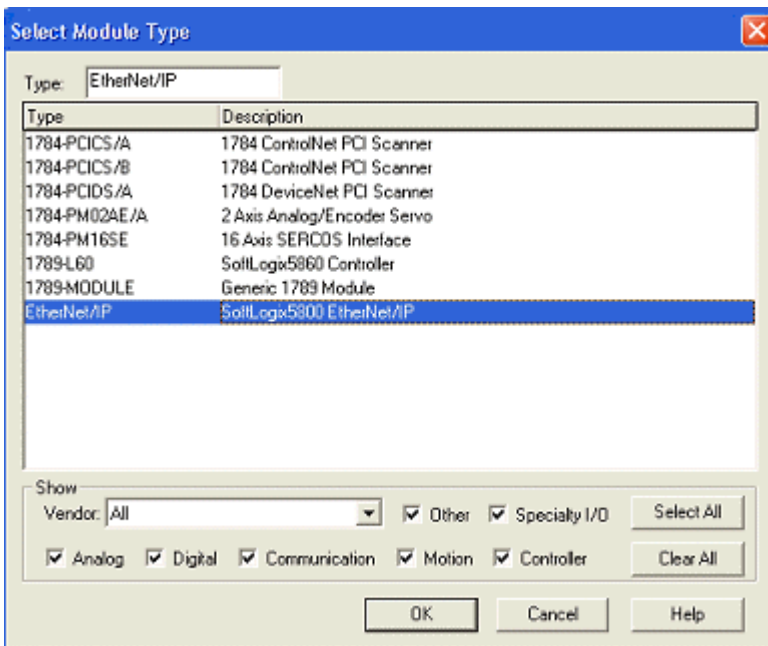 Select Module Type
Type: EtherNet/IP
Type Description
1784-PCICS/A 1784 ControlNet PCI Scanner
1784-PCICS/B 1784 ControlNet PCI Scanner
1784-PCIDS/A 1784 DeviceNet PCI Scanner
1784-PM02AE/A 2 Axis Analog/Encoder Servo
1784-PM16SE 16 Axis SERCOS Interface
1789-L60 SoftLogix5860 Controller
1789-MODULE Generic 1789 Module
EtherNet/IP SoftLogix5800 EtherNet/IP
Show
Vendor: All Other Specialty I/O Select All
Analog Digital Communication Motion Controller Clear All
OK Cancel Help